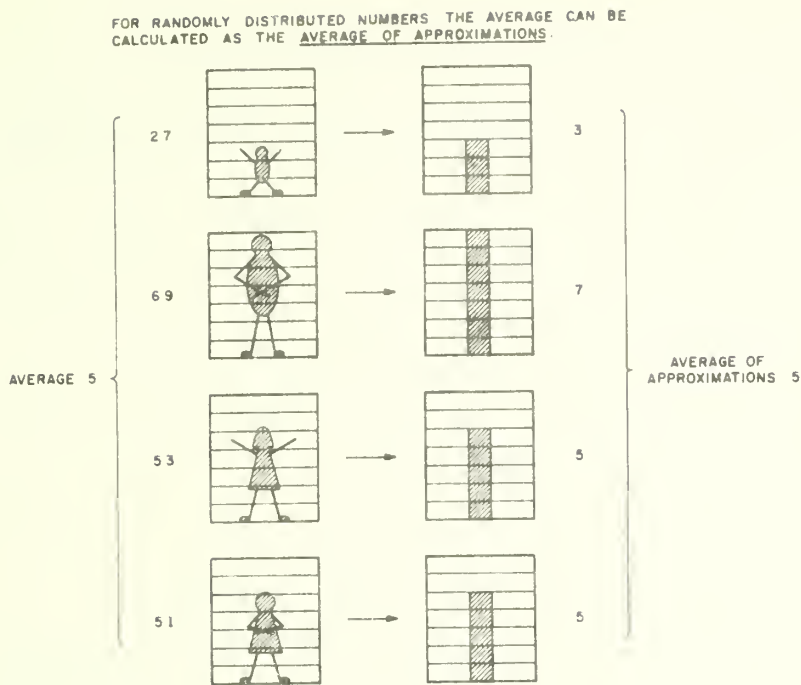 FOR RANDOMLY DISTRIBUTED NUMBERS THE AVERAGE CAN BE
CALCULATED AS THE AVERAGE OF APPROXIMATIONS.
27
3
69
7
AVERAGE 5
AVERAGE OF
APPROXIMATIONS 5
53
5
51
5